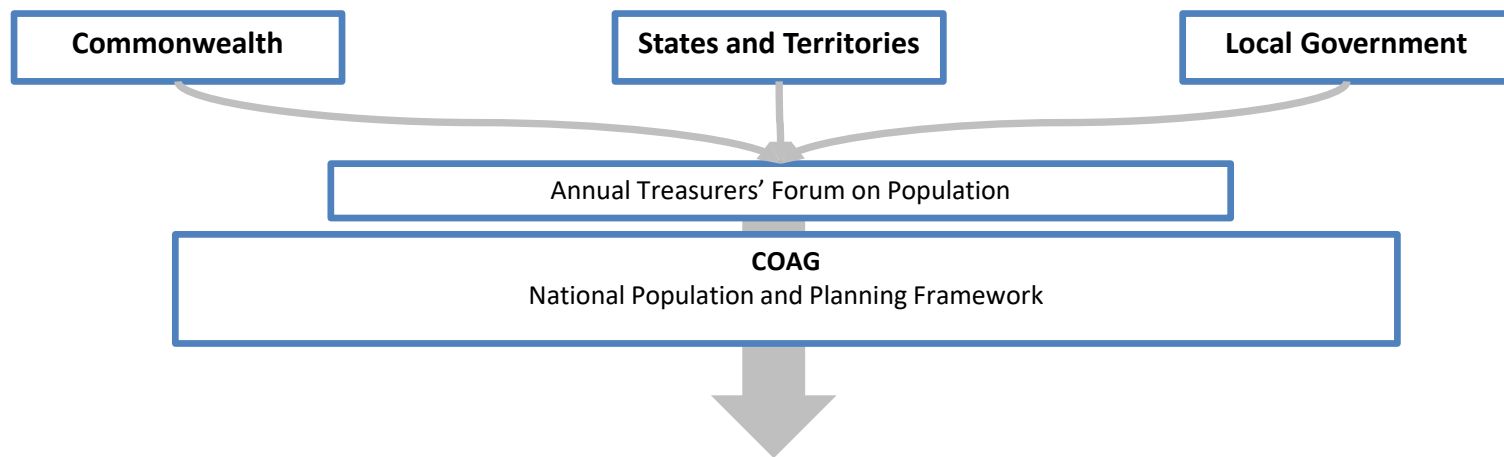 Commonwealth
States and Territories
Local Government
Annual Treasurers’ Forum on Population
COAG
National Population and Planning Framework